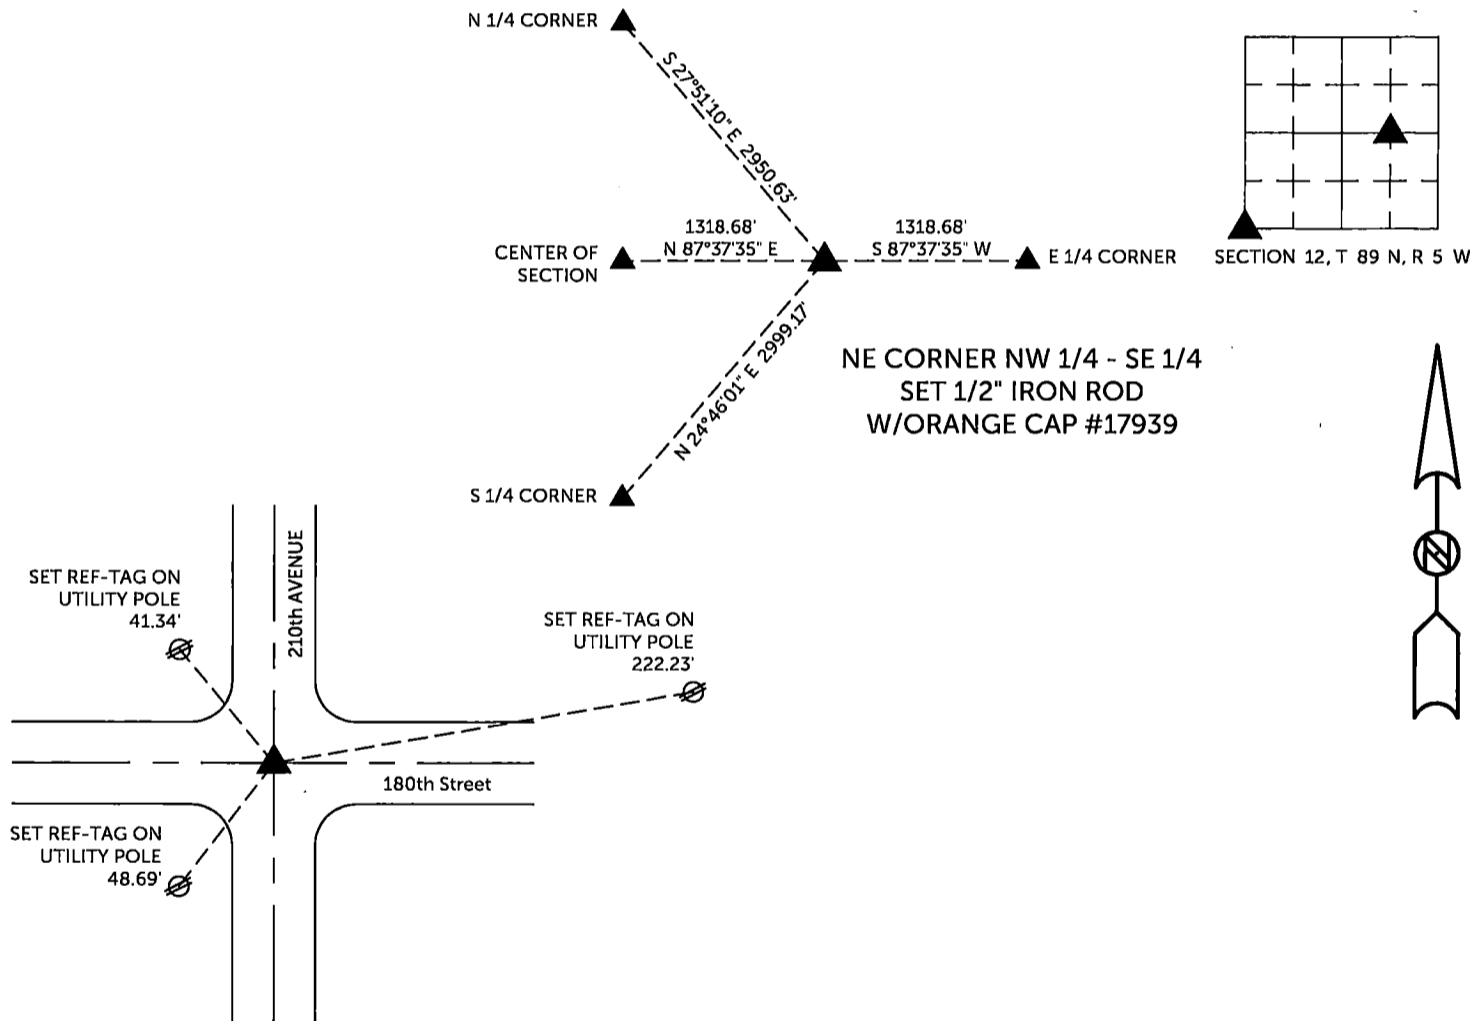 N 1/4 CORNER
S 27°51'10" E 2950.63'
1318.68'
N 87°37'35" E
1318.68'
S 87°37'35" W
CENTER OF
SECTION
E 1/4 CORNER
SECTION 12, T 89 N, R 5 W
N 24°46'01" E 2999.17'
NE CORNER NW 1/4 - SE 1/4
SET 1/2" IRON ROD
W/ORANGE CAP #17939
S 1/4 CORNER
N
210th AVENUE
SET REF-TAG ON
UTILITY POLE
41.34'
SET REF-TAG ON
UTILITY POLE
222.23'
180th Street
SET REF-TAG ON
UTILITY POLE
48.69'